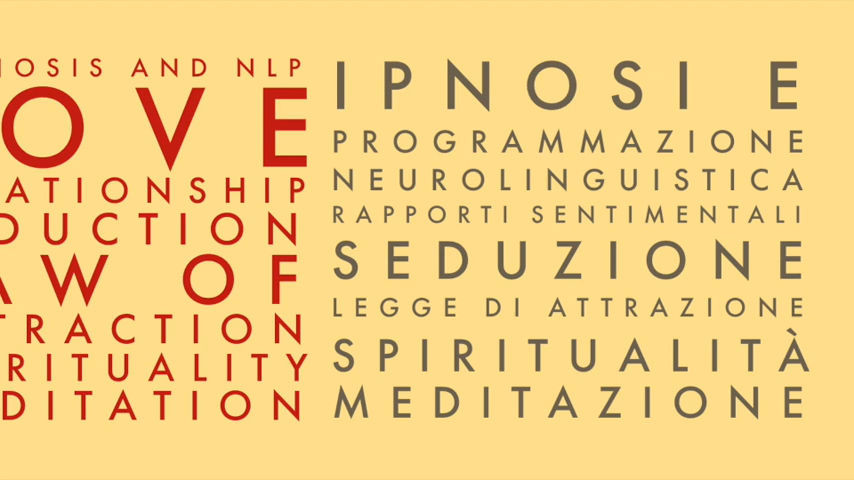 NOSIS AND NLP
OVE
ATIONSHIP
DUCTION
AW OF
TRACTION
RITUALITY
DITATION
IPNOSI E
PROGRAMMAZIONE
NEUROLINGUISTICA
RAPPORTI SENTIMENTALI
SEDUZIONE
LEGGE DI ATTRAZIONE
SPIRITUALITÀ
MEDITAZIONE